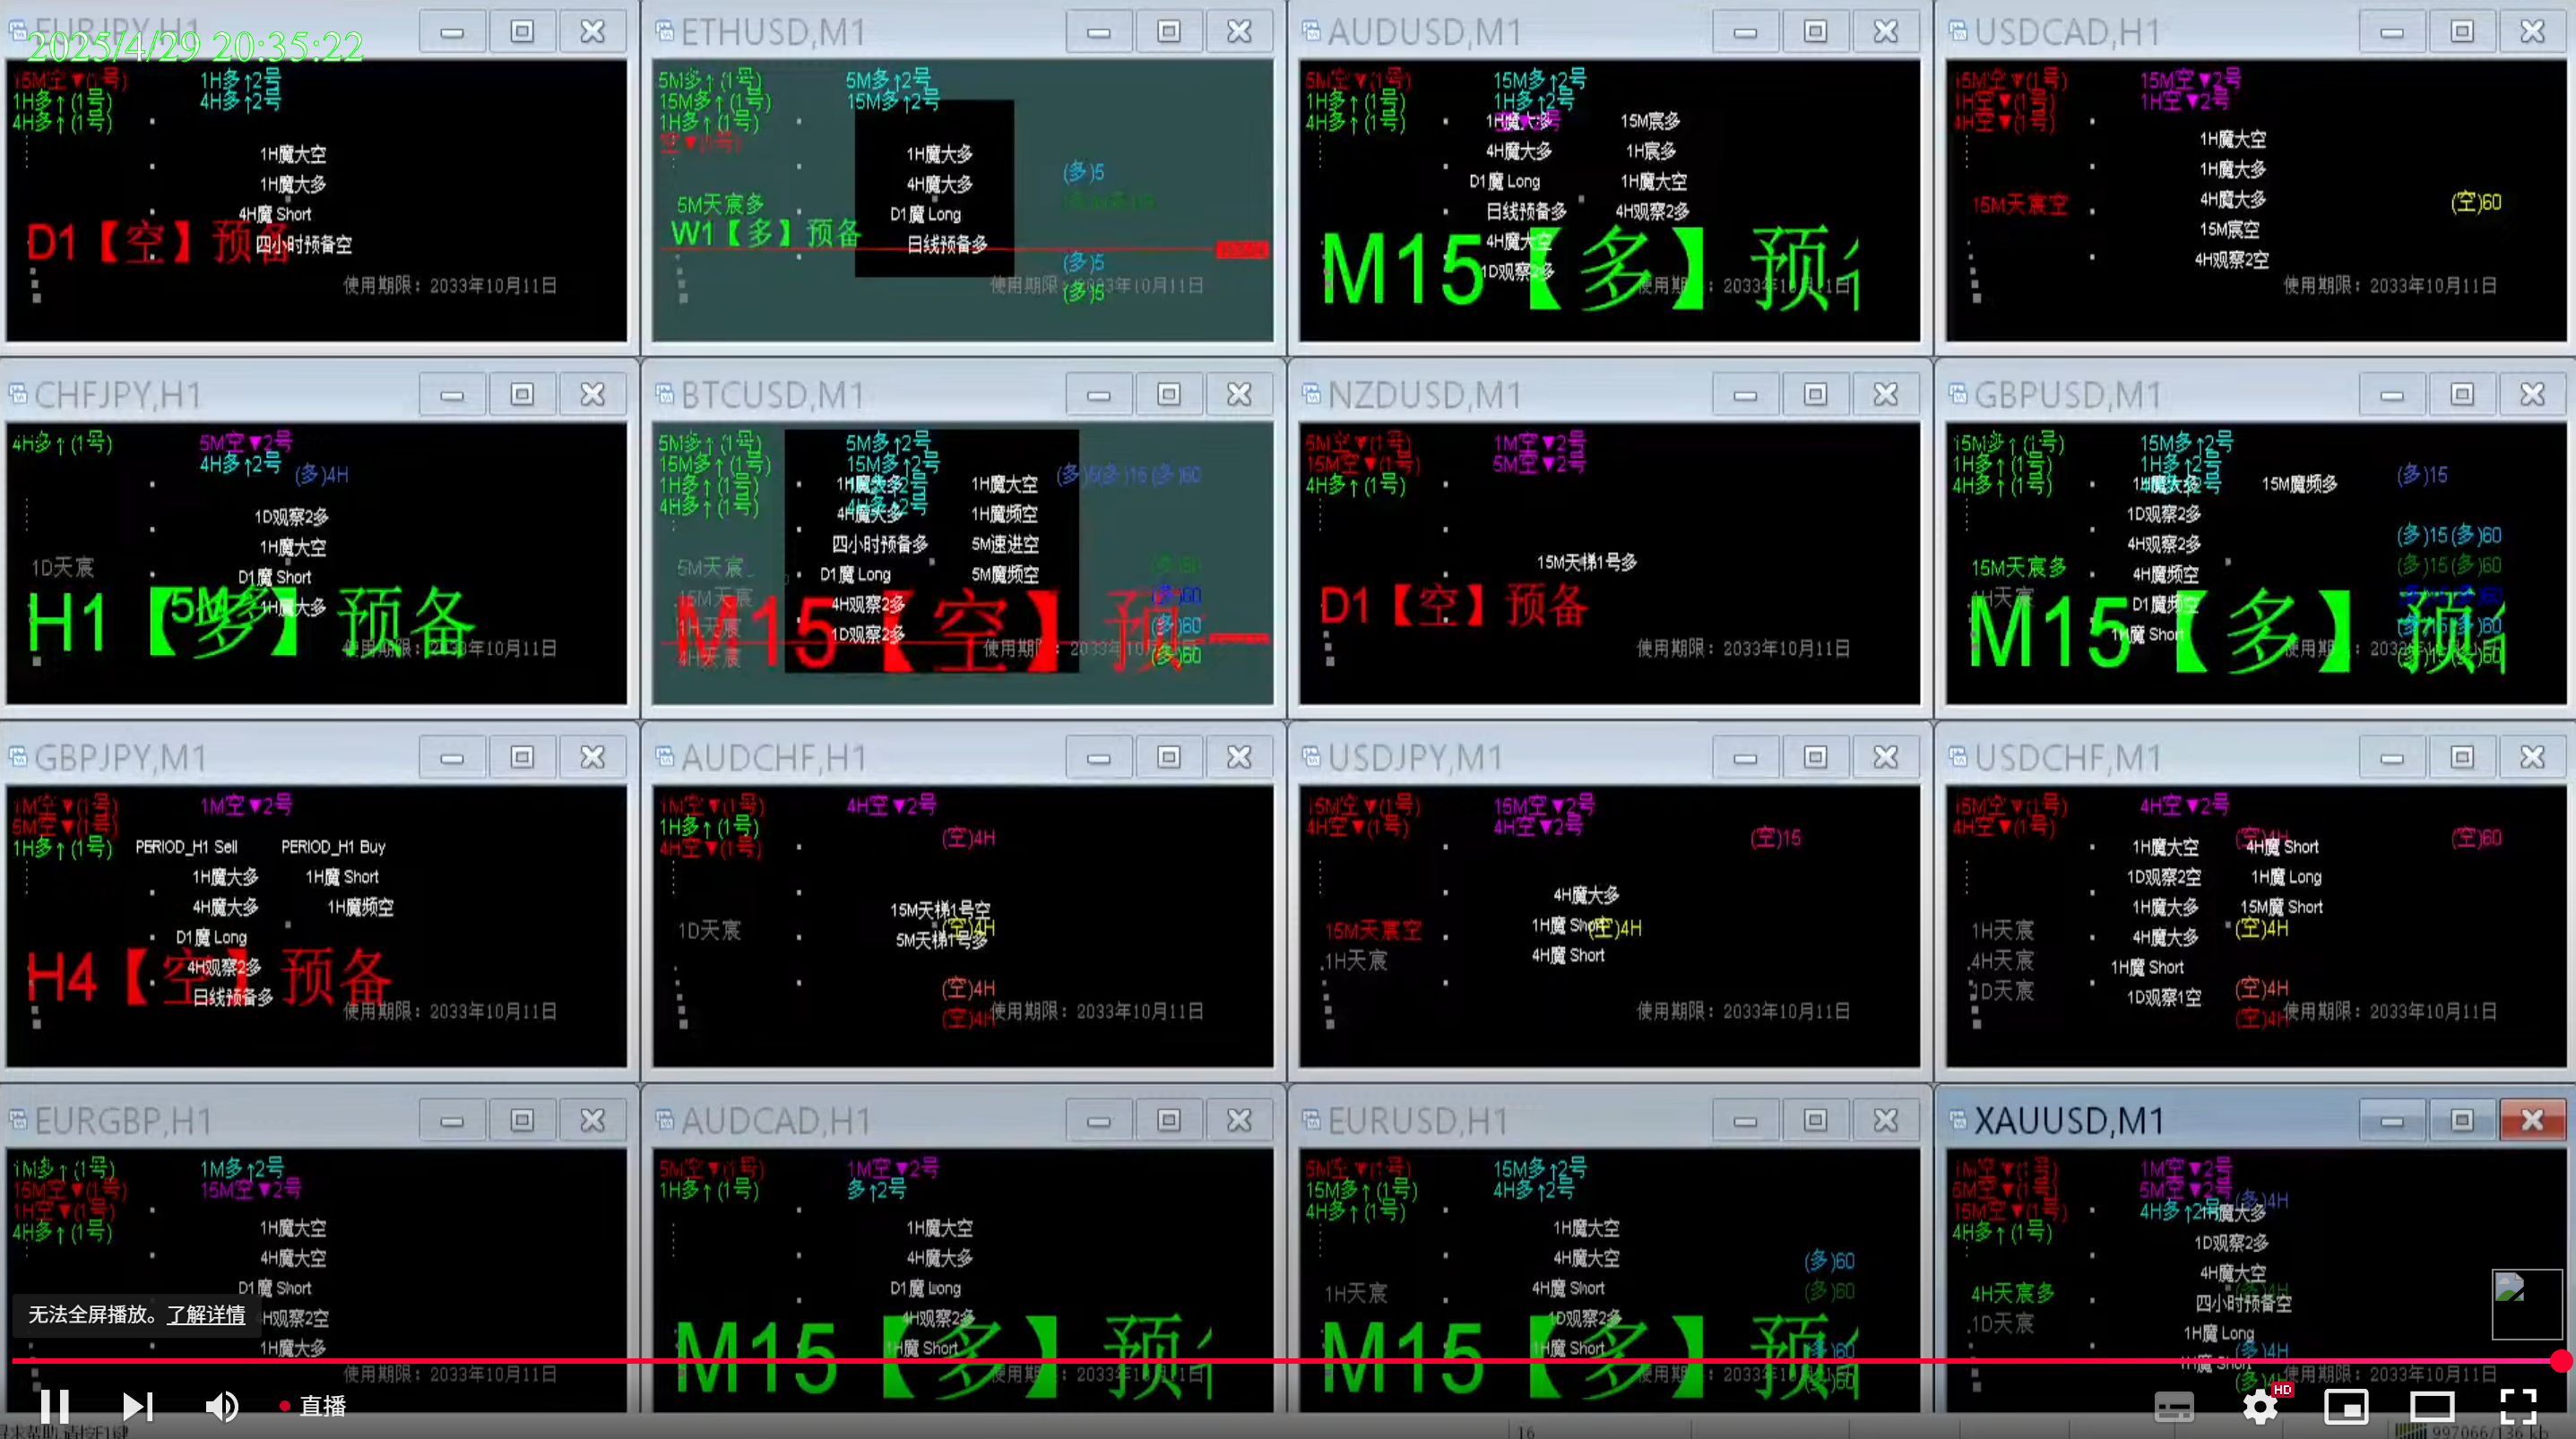 2025/4/29 20:35:22
EURJPY,H1
15M空▼(1号) 1H多↑2号
1H多↑(1号) 4H多↑2号
4H多↑(1号)
1H魔大空
1H魔大多
4H魔 Short
D1【空】预备
四小时预备空
使用期限：2033年10月11日
ETHUSD,M1
5M多↑(1号) 5M多↑2号
15M多↑(1号) 15M多↑2号
1H多↑(1号)
空▼(1号)
1H魔大多
(多)5
4H魔大多
5M天宸多
D1魔 Long
W1【多】预备
日线预备多
(多)5
使用期限：2033年10月11日
(多)5
AUDUSD,M1
5M空▼(1号) 15M多↑2号
1H多↑(1号) 1H多↑2号
4H多↑(1号)
1H魔大多 15M宸多
4H魔大多 1H宸多
D1魔 Long 1H魔大空
日线预备多 4H观察2多
4H魔大空
M15【多】
1D观察2多
使用期限：2033年10月11日
USDCAD,H1
15M空▼(1号) 15M空▼2号
1H空▼(1号) 1H空▼2号
4H空▼(1号)
1H魔大空
1H魔大多
4H魔大多
15M天宸空
(空)60
15M宸空
4H观察2空
使用期限：2033年10月11日
CHFJPY,H1
4H多↑(1号) 5M空▼2号
4H多↑2号
(多)4H
1D观察2多
1H魔大空
1D天宸
D1魔 Short
1H魔大多
H1【多】预备
使用期限：2033年10月11日
BTCUSD,M1
5M多↑(1号) 5M多↑2号
15M多↑(1号) 15M多↑2号
1H多↑(1号)
4H多↑(1号) 4H多↑2号
1H魔大多 1H魔大空
4H魔大多 1H魔频空
四小时预备多 5M速进空
5M天宸
D1魔 Long 5M魔频空
15M天宸
4H观察2多
(多)60
1H天宸
1D观察2多
(多)60
4H天宸
(多)60
M15【空】
NZDUSD,M1
5M空▼(1号) 1M空▼2号
15M空▼(1号) 5M空▼2号
4H多↑(1号)
15M天梯1号多
D1【空】预备
使用期限：2033年10月11日
GBPUSD,M1
15M多↑(1号) 15M多↑2号
1H多↑(1号) 1H多↑2号
4H多↑(1号)
(多)15
1H魔大多 15M魔频多
1D观察2多
4H观察2多
(多)15(多)60
15M天宸多
4H魔频空
(多)15(多)60
D1魔频空
1H魔 Short
M15【多】
GBPJPY,M1
1M空▼(1号) 1M空▼2号
5M空▼(1号)
1H多↑(1号)
PERIOD_H1 Sell PERIOD_H1 Buy
1H魔大多 1H魔 Short
4H魔大多 1H魔频空
D1魔 Long
4H观察2多
H4【空】预备
日线预备多
使用期限：2033年10月11日
AUDCHF,H1
1M空▼(1号) 4H空▼2号
1H多↑(1号)
4H空▼(1号)
(空)4H
15M天梯1号空
1D天宸
(空)4H
5M天梯1号多
(空)4H
(空)4H
使用期限：2033年10月11日
USDJPY,M1
15M空▼(1号) 15M空▼2号
4H空▼(1号) 4H空▼2号
(空)15
4H魔大多
1H魔 Short
15M天宸空
(空)4H
1H天宸
4H魔 Short
使用期限：2033年10月11日
USDCHF,M1
15M空▼(1号) 4H空▼2号
4H空▼(1号)
(空)4H (空)60
1H魔大空 4H魔 Short
1D观察2空 1H魔 Long
1H魔大多 15M魔 Short
1H天宸
(空)4H
4H魔大多
4H天宸
1H魔 Short
1D天宸
1D观察1空
(空)4H
(空)4H
使用期限：2033年10月11日
EURGBP,H1
1M多↑(1号) 1M多↑2号
15M空▼(1号) 15M空▼2号
1H空▼(1号)
4H多↑(1号)
1H魔大空
4H魔大空
D1魔 Short
4H观察2空
1H魔大多
使用期限：2033年10月11日
AUDCAD,H1
5M空▼(1号) 1M空▼2号
1H多↑(1号) 多↑2号
1H魔大空
4H魔大多
D1魔 Long
4H观察2多
1H魔 Short
M15【多】
EURUSD,H1
5M空▼(1号) 15M多↑2号
15M多↑(1号) 4H多↑2号
4H多↑(1号)
1H魔大空
4H魔大空
(多)60
4H魔 Short
1H天宸
(多)60
1D观察2多
1H魔 Short
M15【多】
XAUUSD,M1
1M空▼(1号) 1M空▼2号
5M空▼(1号) 5M空▼2号
15M空▼(1号) 4H多↑2号
4H多↑(1号)
(多)4H
1H魔大多
1D观察2多
4H魔大空
4H天宸多
四小时预备空
1D天宸
1H魔 Long
(多)4H
1H魔 Short
使用期限：2033年10月11日
无法全屏播放。了解详情
直播
HD
16
997066/136 kb